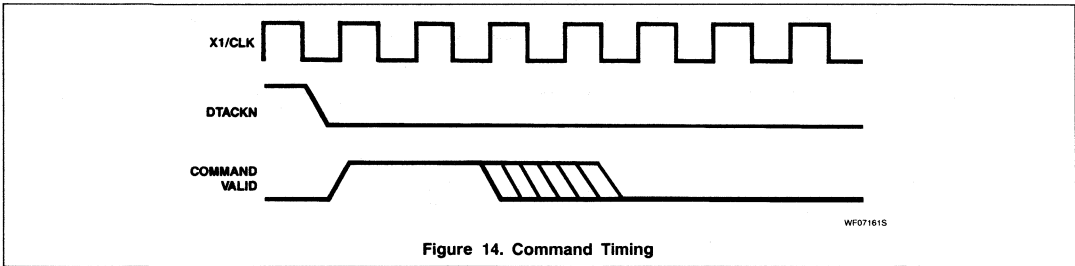 X1/CLK
DTACKN
COMMAND
VALID
WF07161S
Figure 14. Command Timing